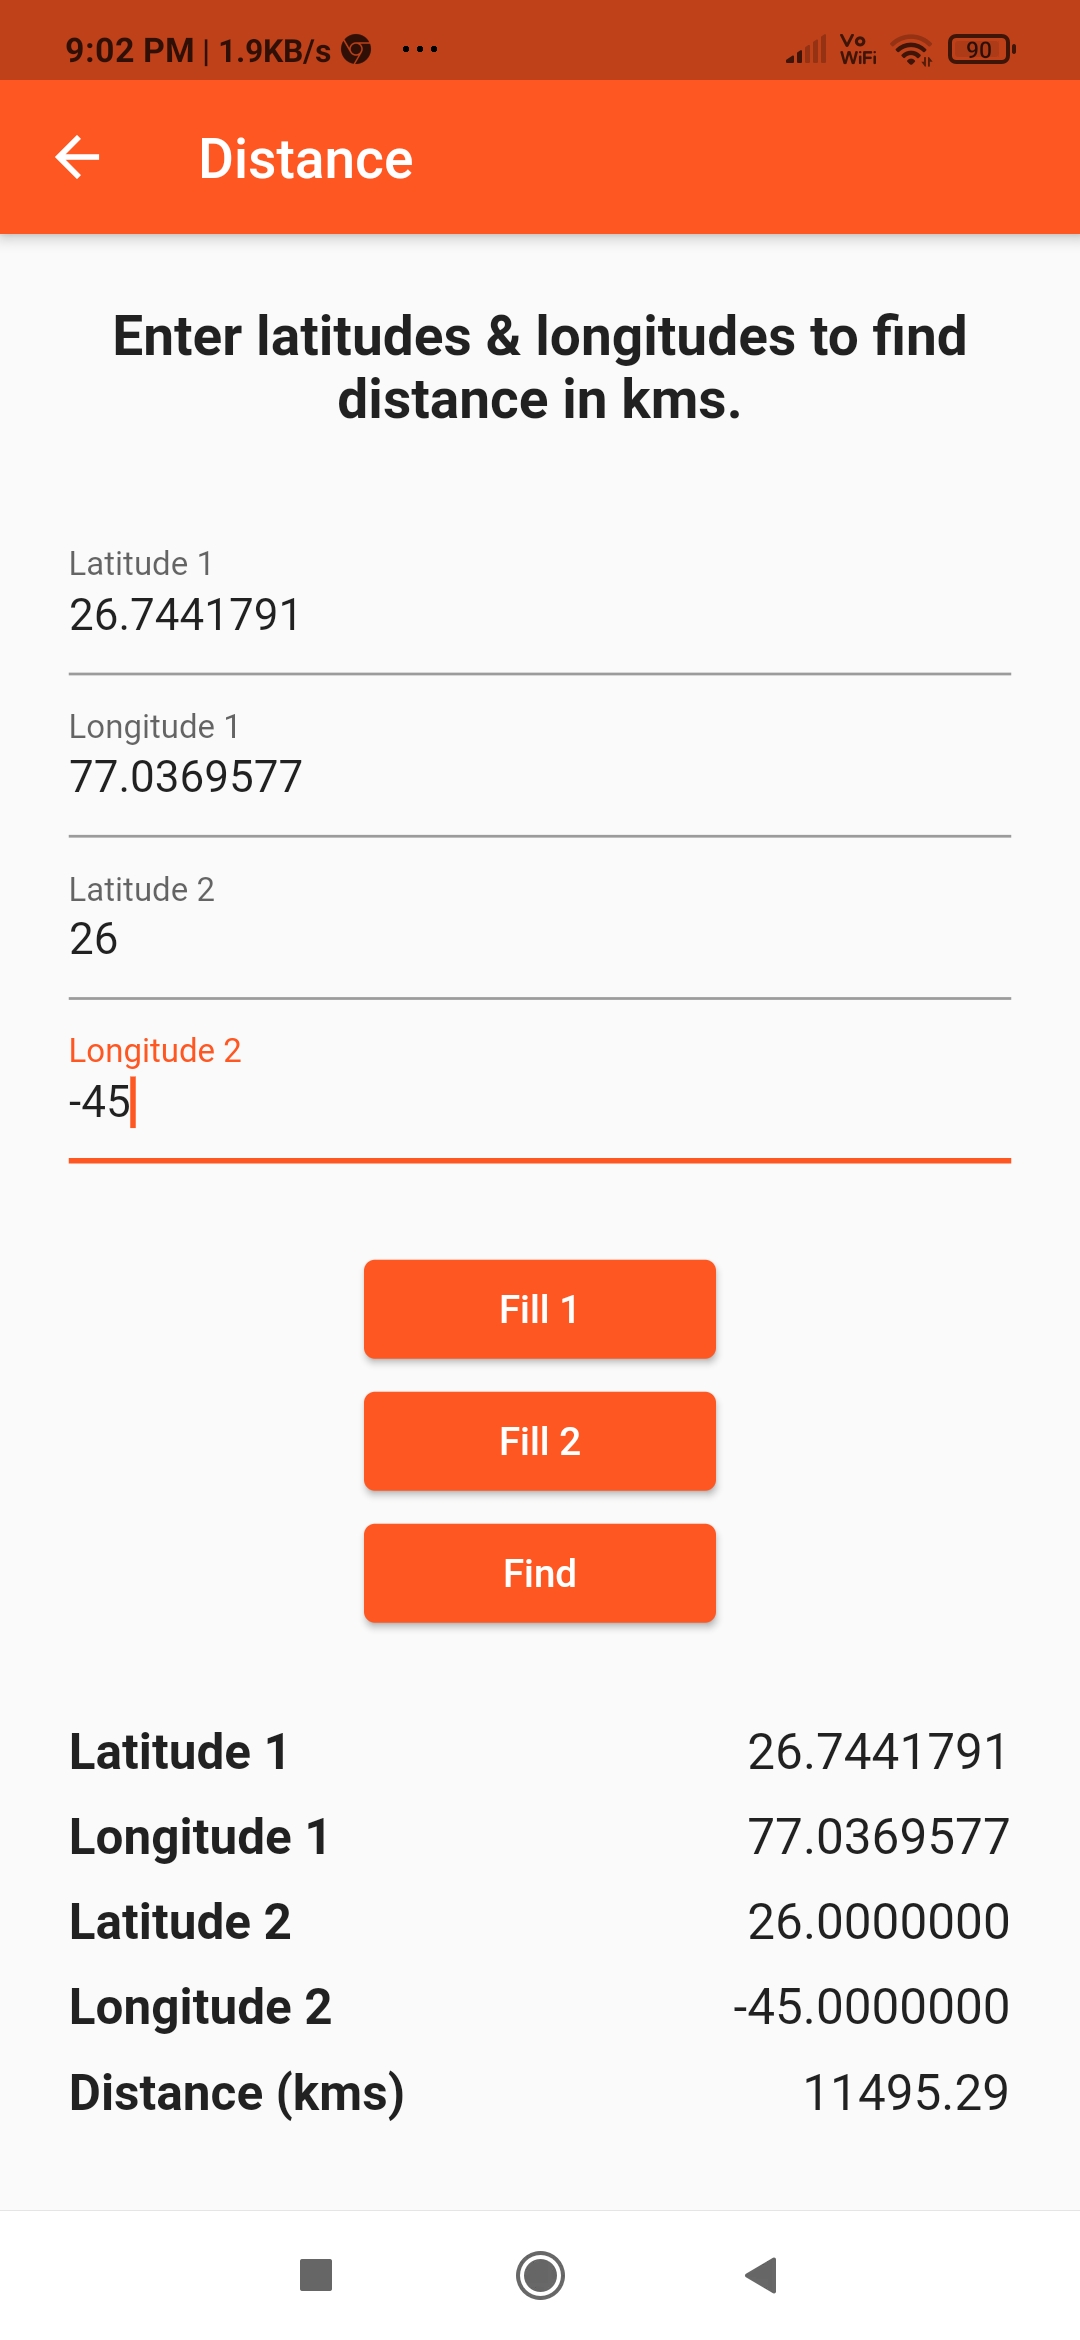 9:02 PM | 1.9KB/s ...
Vo
WiFi
90
Distance
Enter latitudes & longitudes to find
distance in kms.
Latitude 1
26.7441791
Longitude 1
77.0369577
Latitude 2
26
Longitude 2
-45
Fill 1
Fill 2
Find
Latitude 1 26.7441791
Longitude 1 77.0369577
Latitude 2 26.0000000
Longitude 2 -45.0000000
Distance (kms) 11495.29